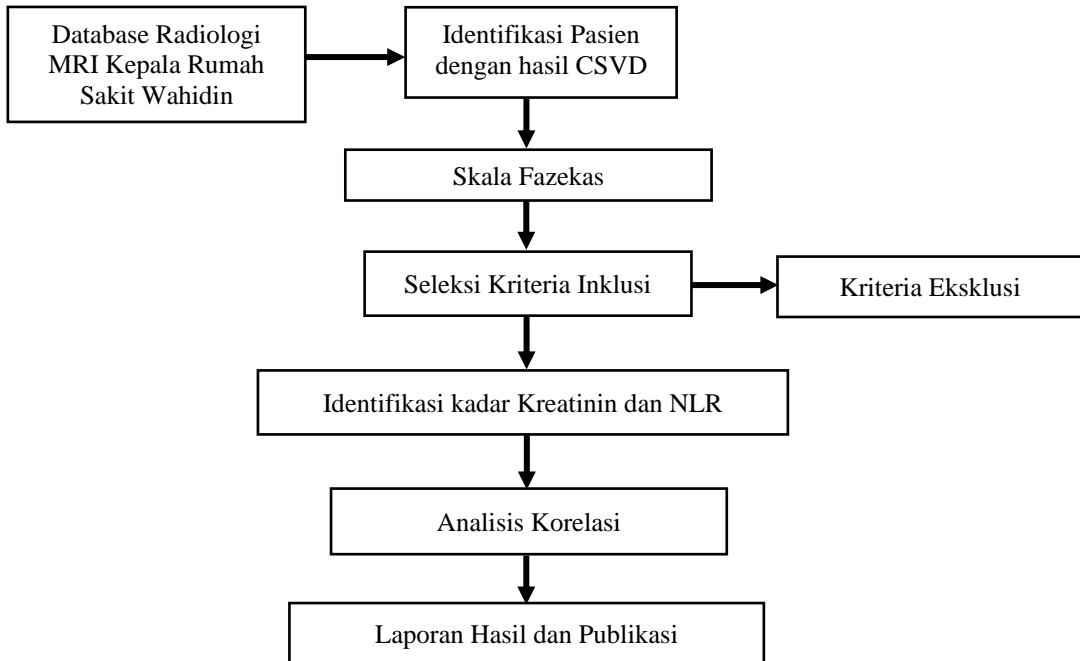 Database Radiologi
MRI Kepala Rumah
Sakit Wahidin
Identifikasi Pasien
dengan hasil CSVD
Skala Fazekas
Seleksi Kriteria Inklusi
Kriteria Eksklusi
Identifikasi kadar Kreatinin dan NLR
Analisis Korelasi
Laporan Hasil dan Publikasi